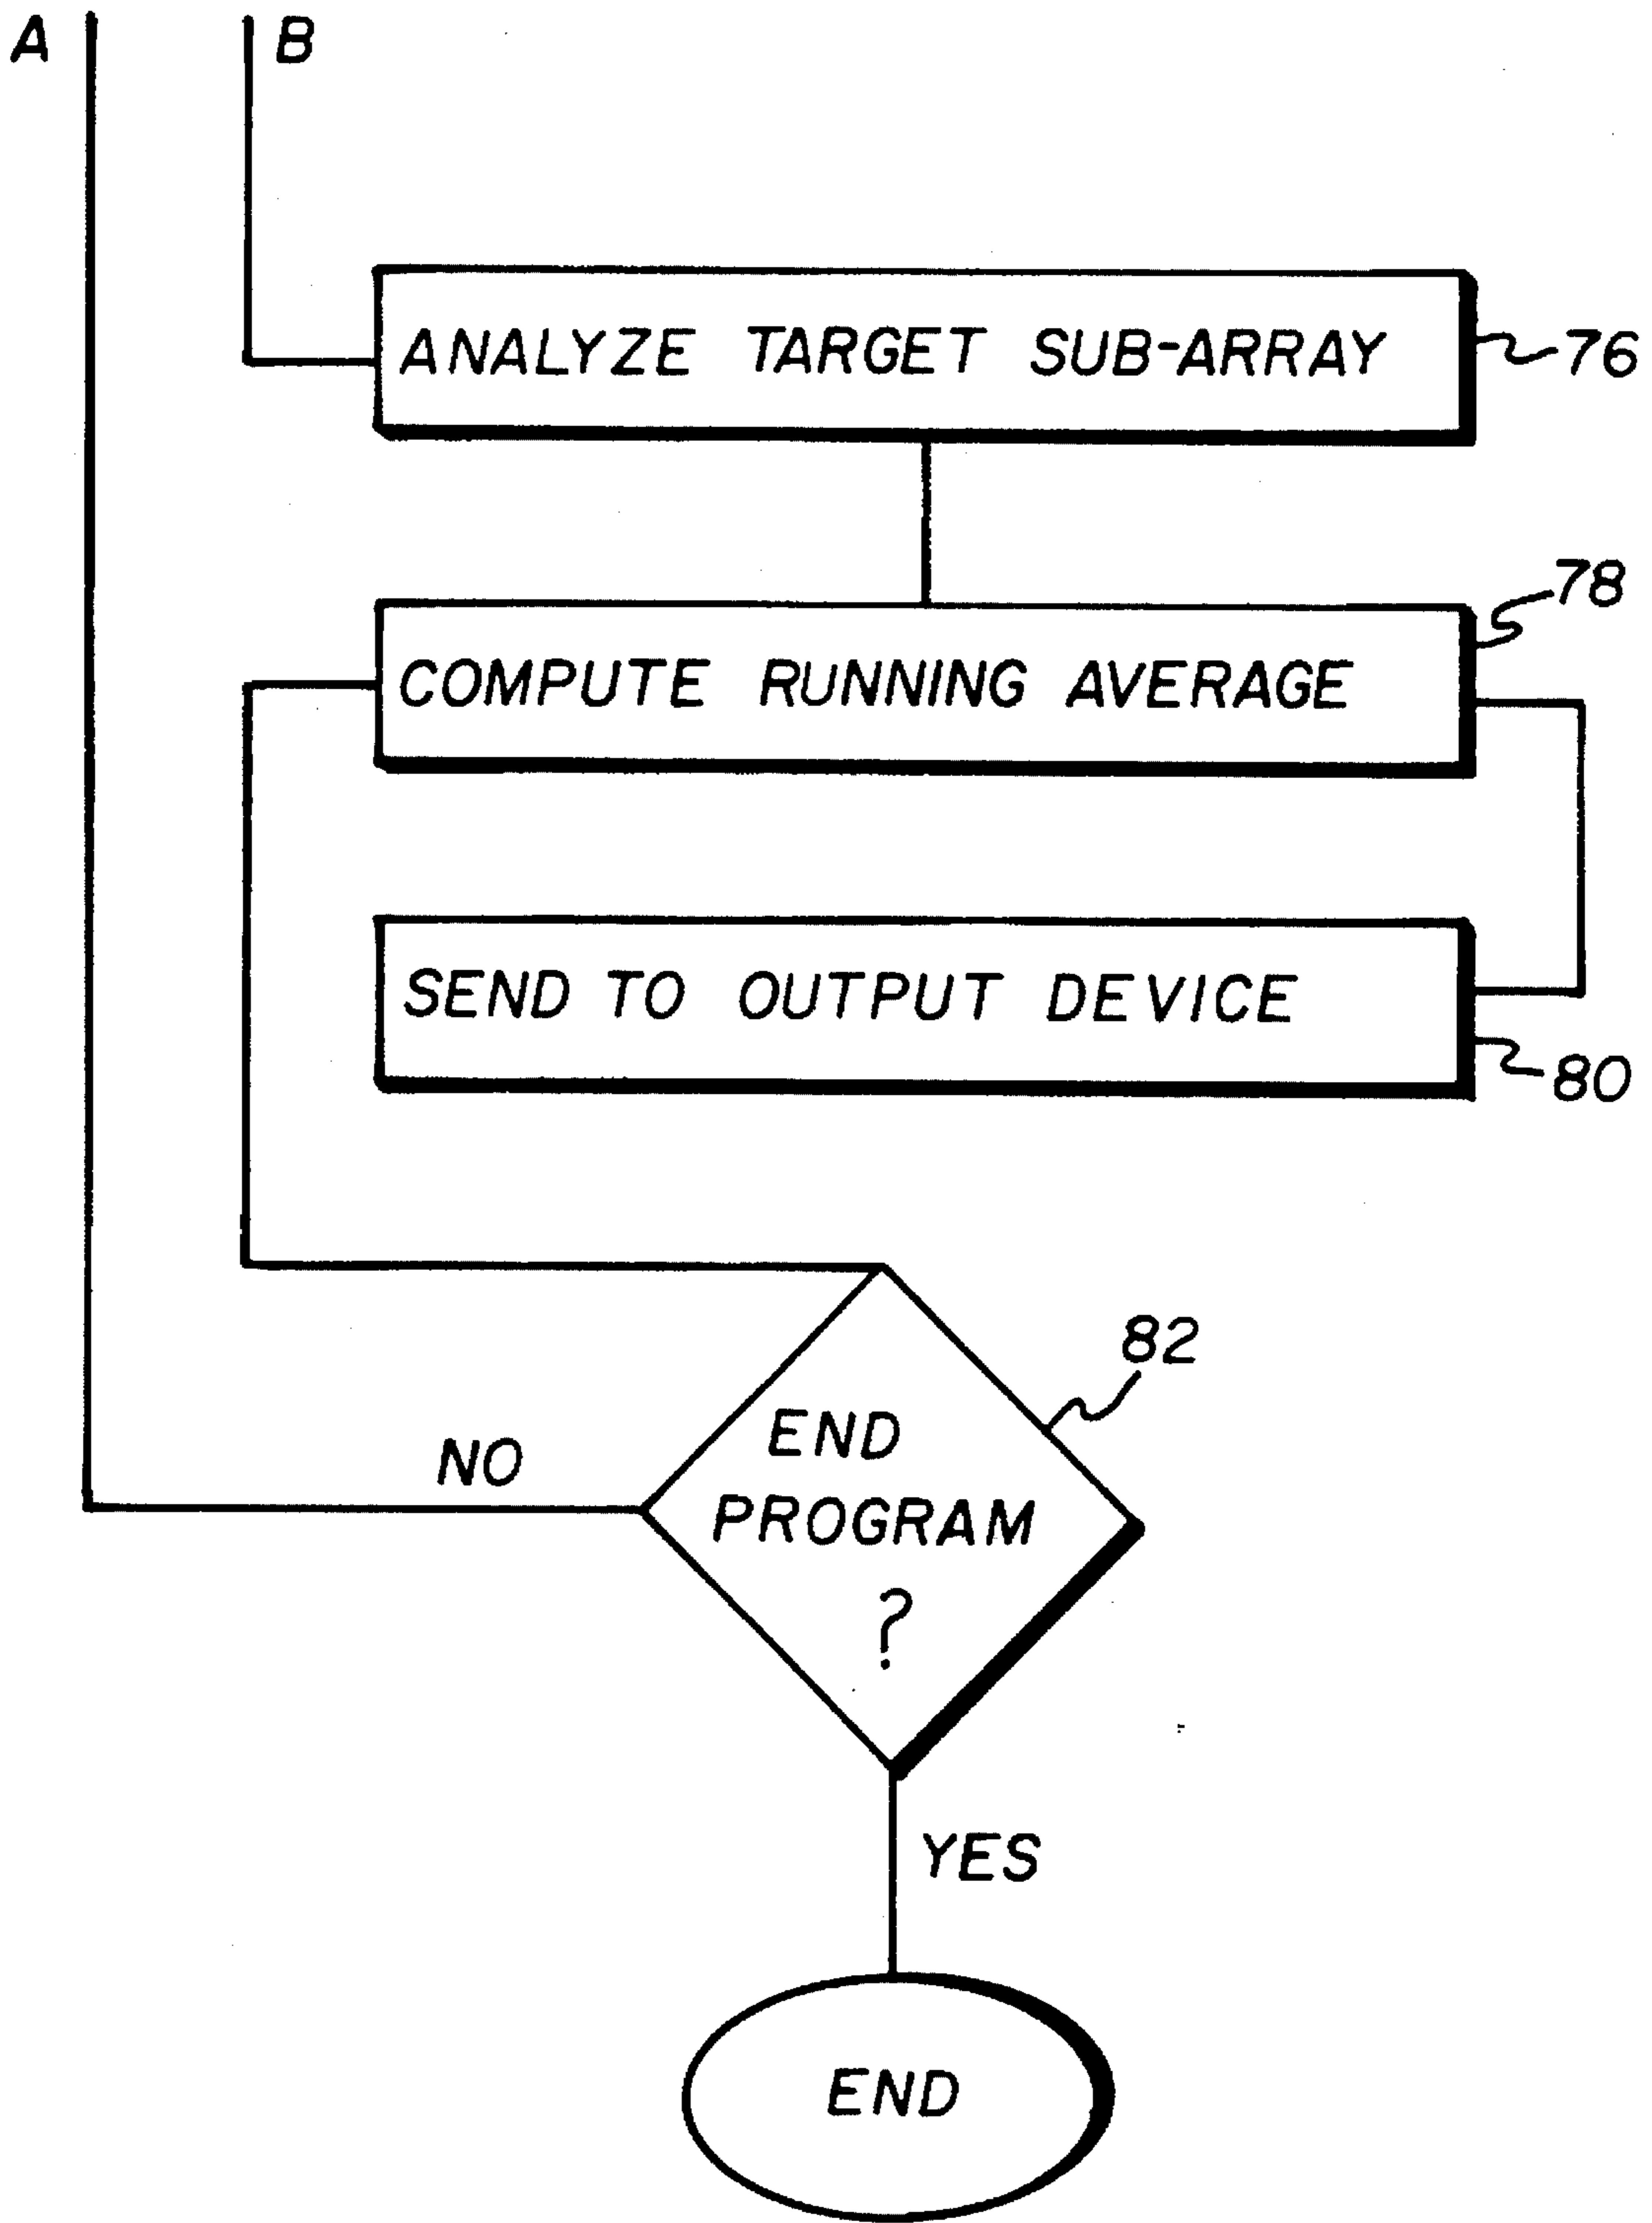 A
B
ANALYZE TARGET SUB-ARRAY
76
78
COMPUTE RUNNING AVERAGE
SEND TO OUTPUT DEVICE
80
82
END
PROGRAM
?
NO
YES
END